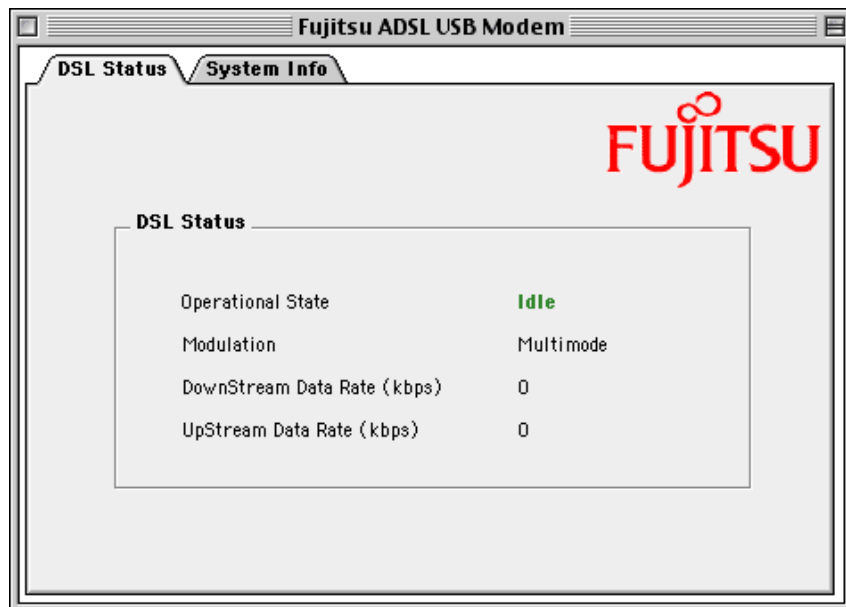 Fujitsu ADSL USB Modem
DSL Status System Info
FUJITSU
DSL Status
Operational State Idle
Modulation Multimode
DownStream Data Rate (kbps) 0
UpStream Data Rate (kbps) 0